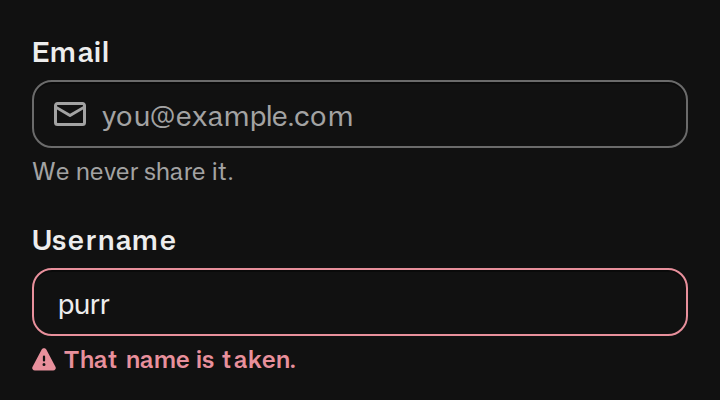 Email
you@example.com
We never share it.
Username
purr
That name is taken.